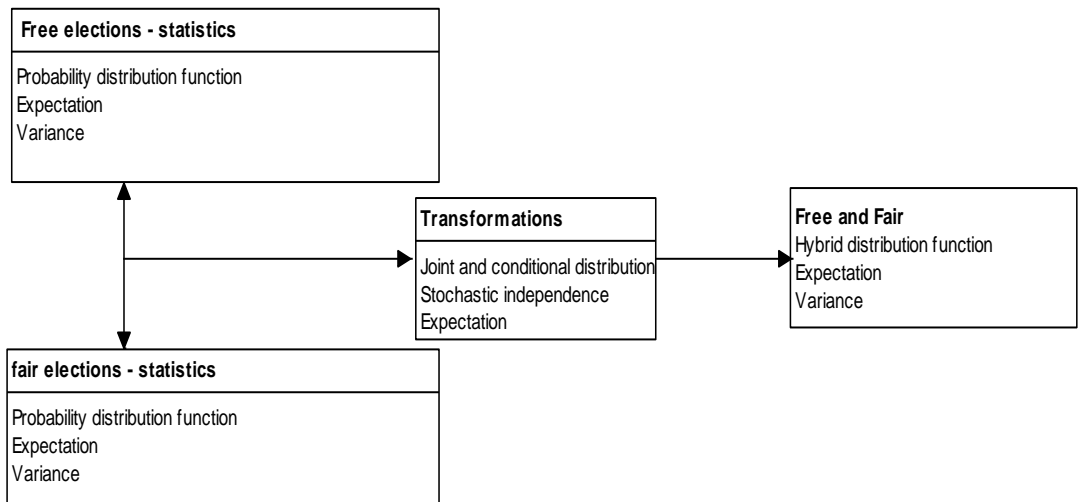 Free elections - statistics
Probability distribution function
Expectation
Variance
Transformations
Joint and conditional distribution
Stochastic independence
Expectation
Free and Fair
Hybrid distribution function
Expectation
Variance
fair elections - statistics
Probability distribution function
Expectation
Variance